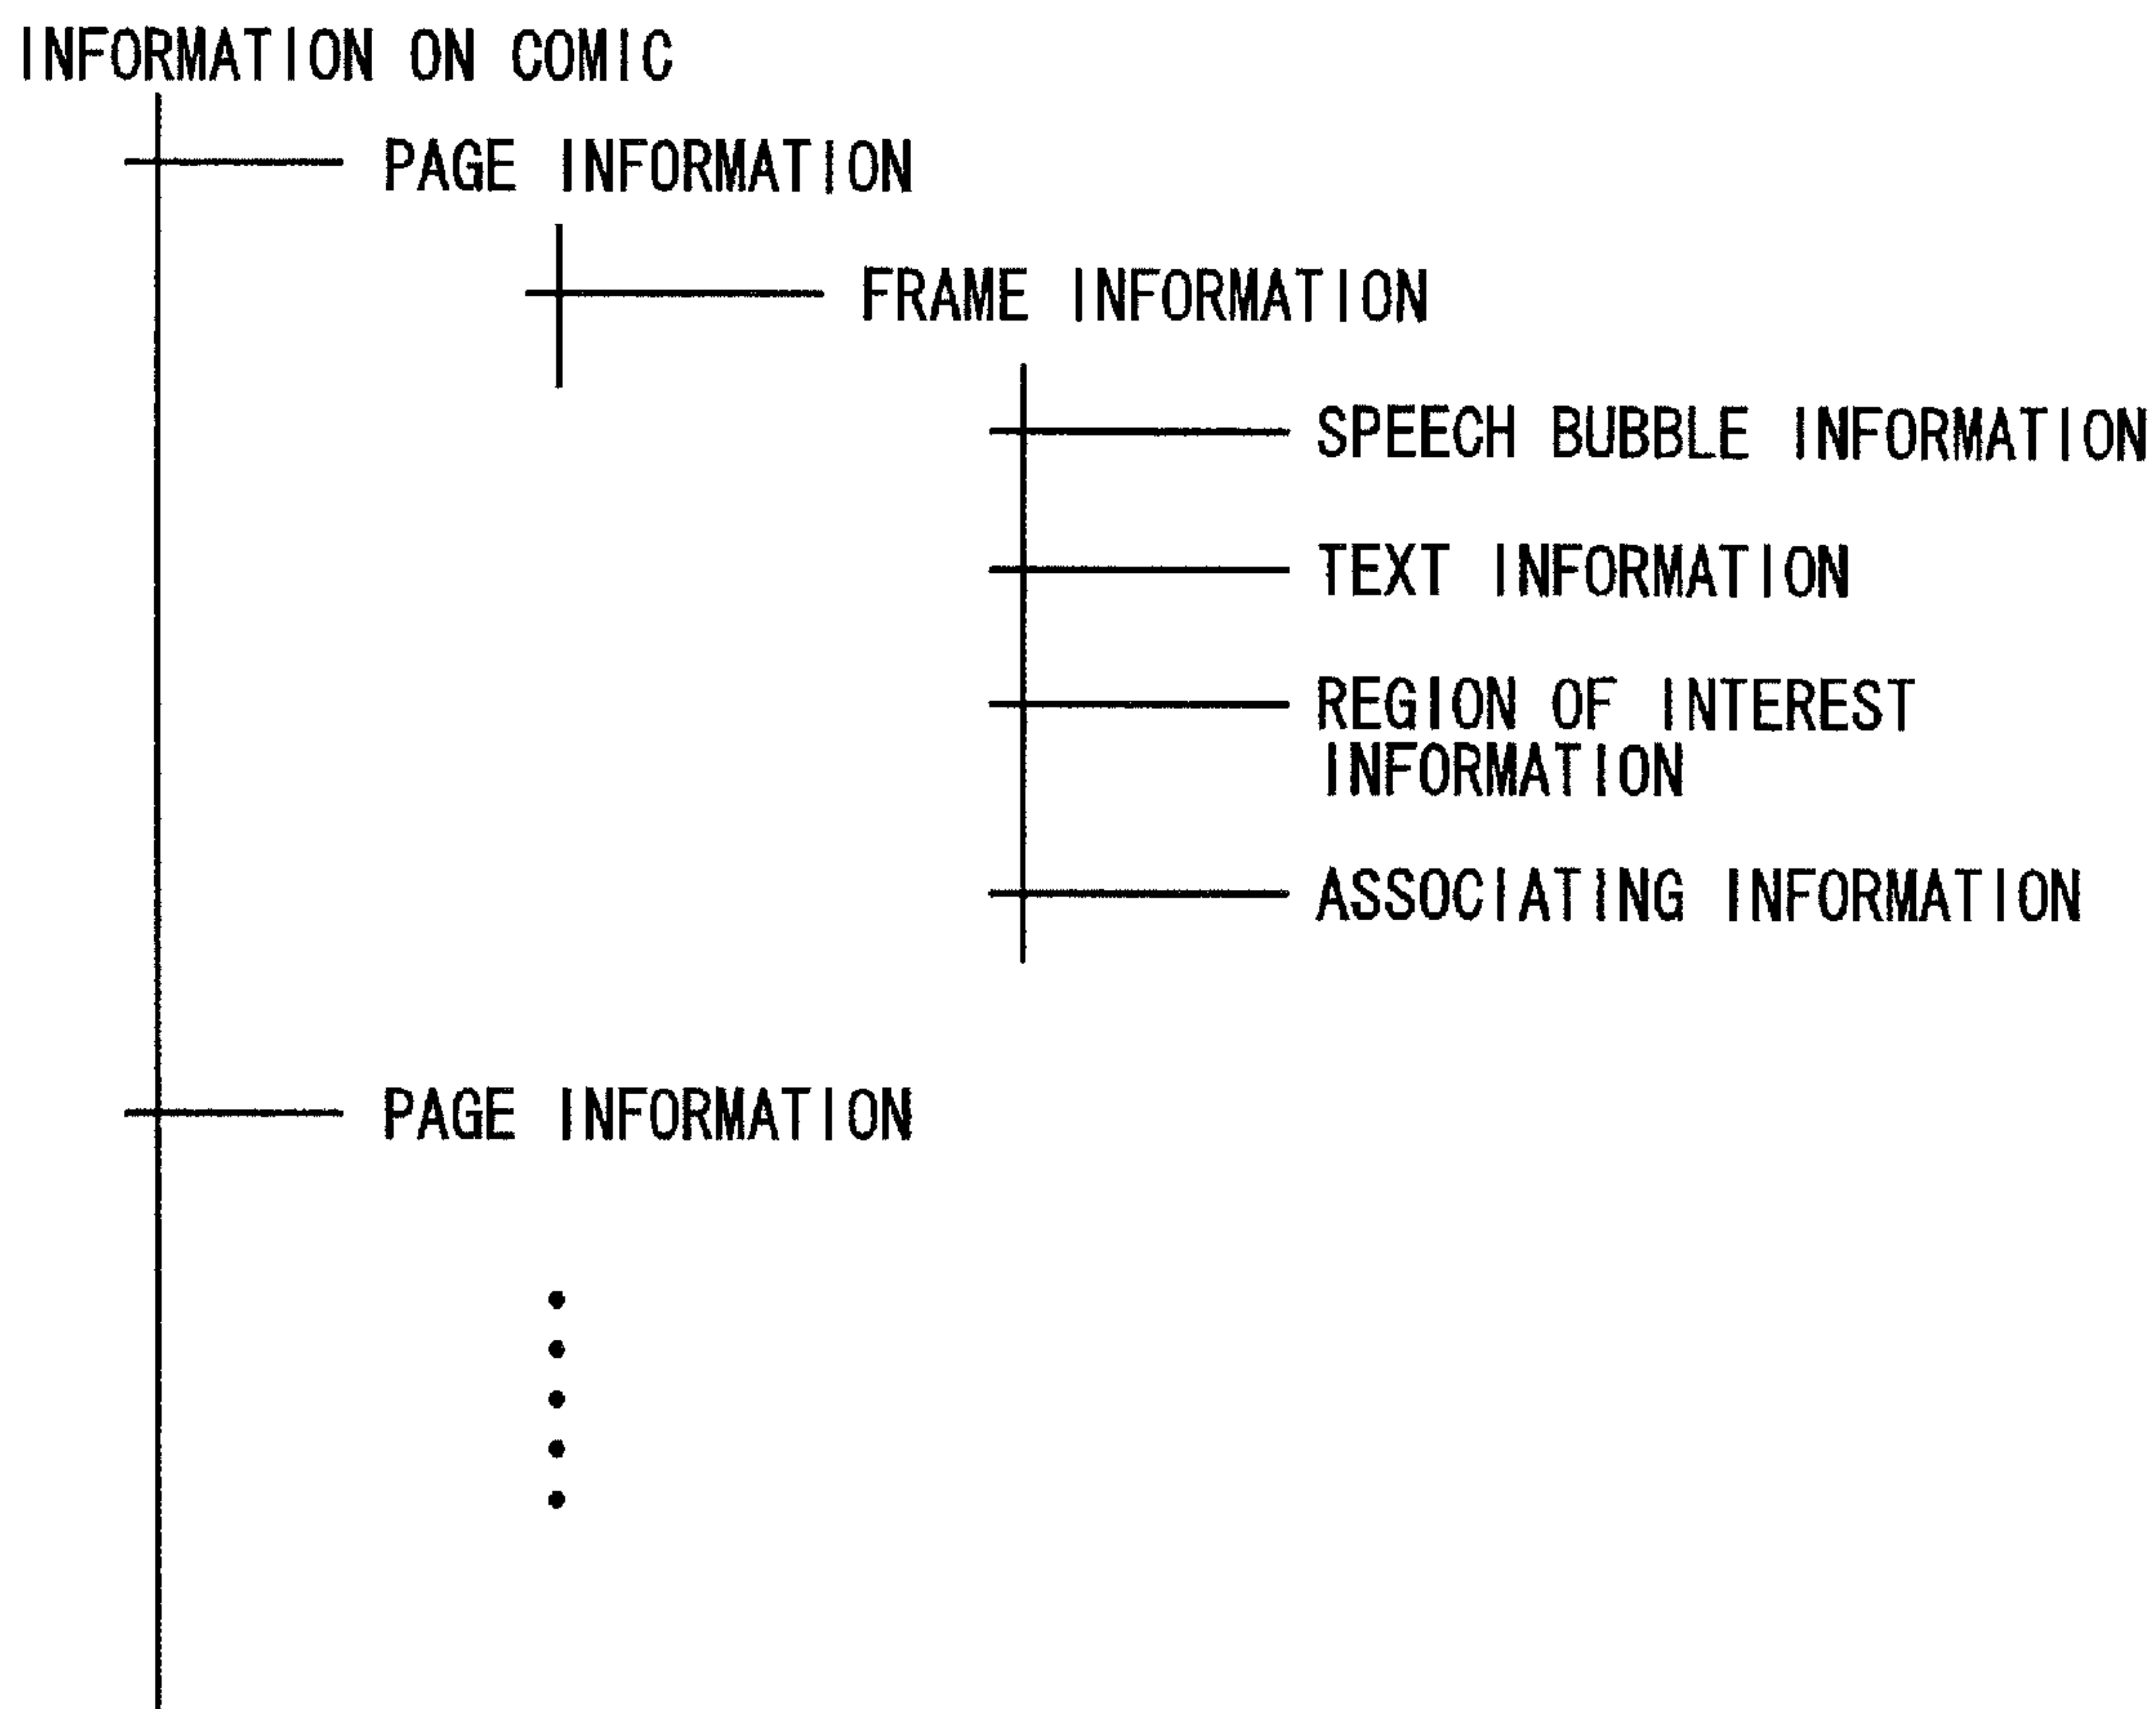 INFORMATION ON COMIC
PAGE INFORMATION
FRAME INFORMATION
SPEECH BUBBLE INFORMATION
TEXT INFORMATION
REGION OF INTEREST
INFORMATION
ASSOCIATING INFORMATION
PAGE INFORMATION